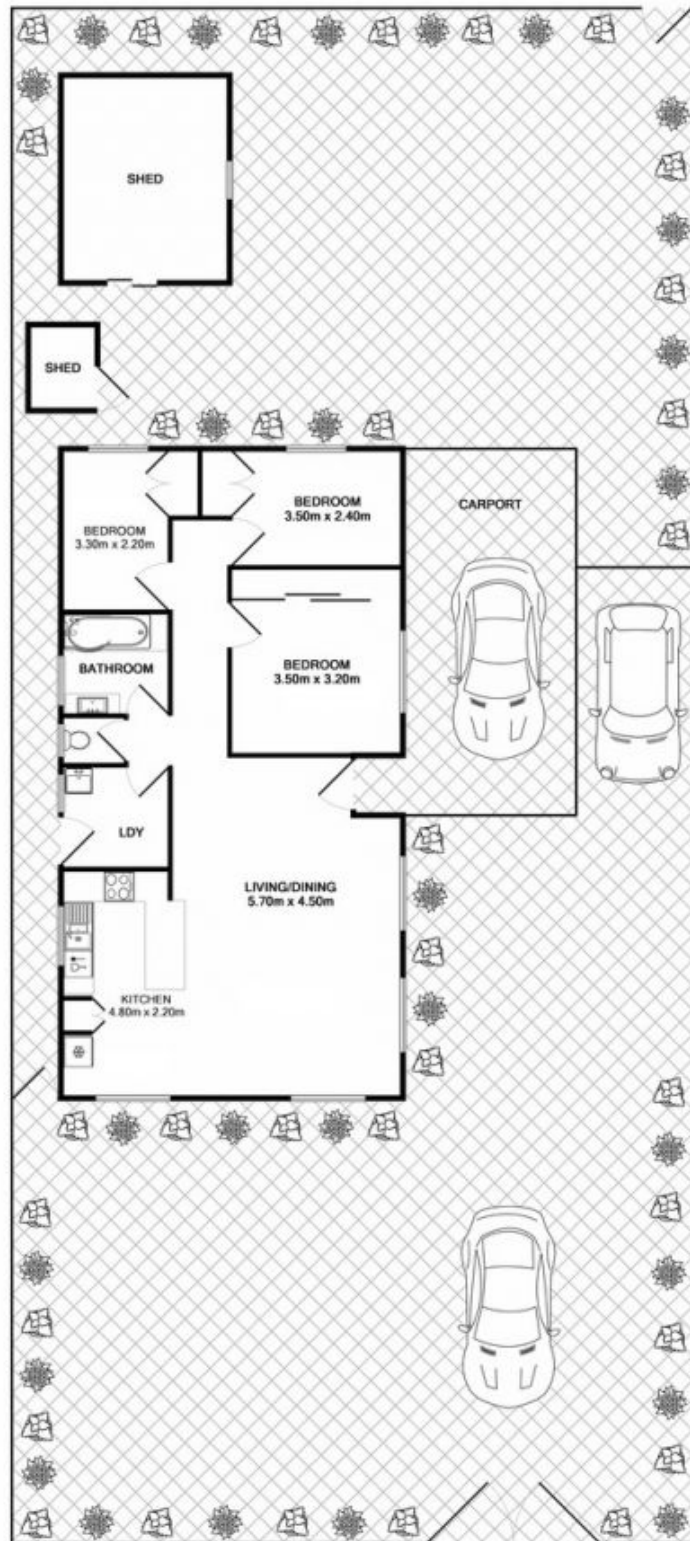 SHED
SHED
BEDROOM
3.30m x 2.20m
BEDROOM
3.50m x 2.40m
CARPORT
BATHROOM
BEDROOM
3.50m x 3.20m
LDY
LIVING/DINING
5.70m x 4.50m
KITCHEN
4.80m x 2.20m